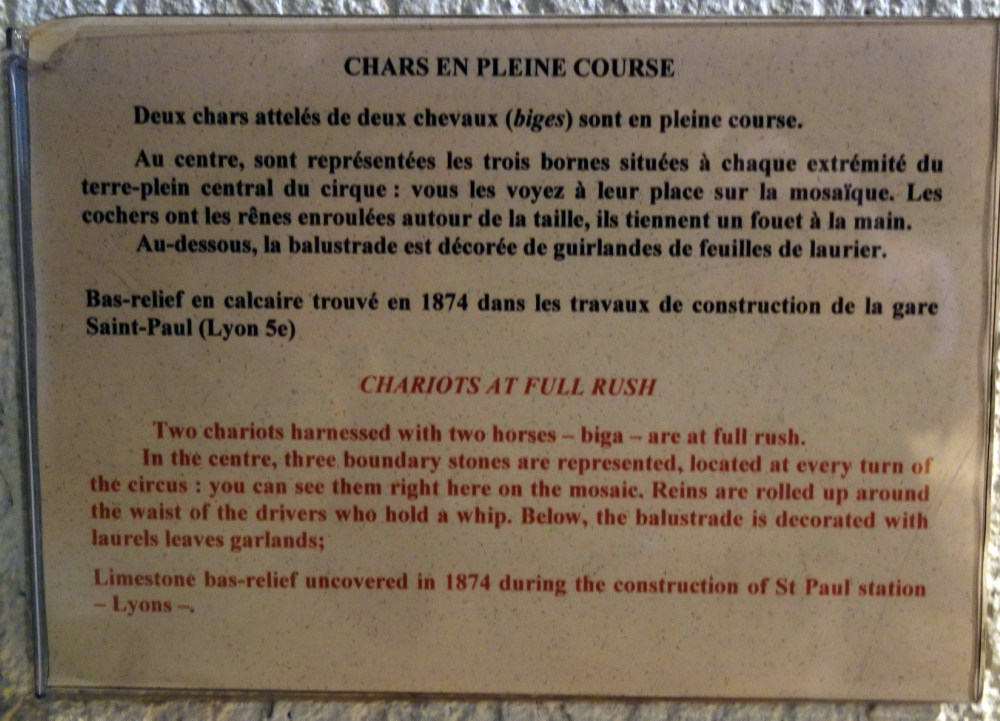 CHARS EN PLEINE COURSE
Deux chars attelés de deux chevaux (biges) sont en pleine course.
Au centre, sont représentées les trois bornes situées à chaque extrémité du
terre-plein central du cirque : vous les voyez à leur place sur la mosaïque. Les
cochers ont les rênes enroulées autour de la taille, ils tiennent un fouet à la main.
Au-dessous, la balustrade est décorée de guirlandes de feuilles de laurier.
Bas-relief en calcaire trouvé en 1874 dans les travaux de construction de la gare
Saint-Paul (Lyon 5e)
CHARIOTS AT FULL RUSH
Two chariots harnessed with two horses – biga – are at full rush.
In the centre, three boundary stones are represented, located at every turn of
the circus : you can see them right here on the mosaic. Reins are rolled up around
the waist of the drivers who hold a whip. Below, the balustrade is decorated with
laurels leaves garlands;
Limestone bas-relief uncovered in 1874 during the construction of St Paul station
– Lyons –.